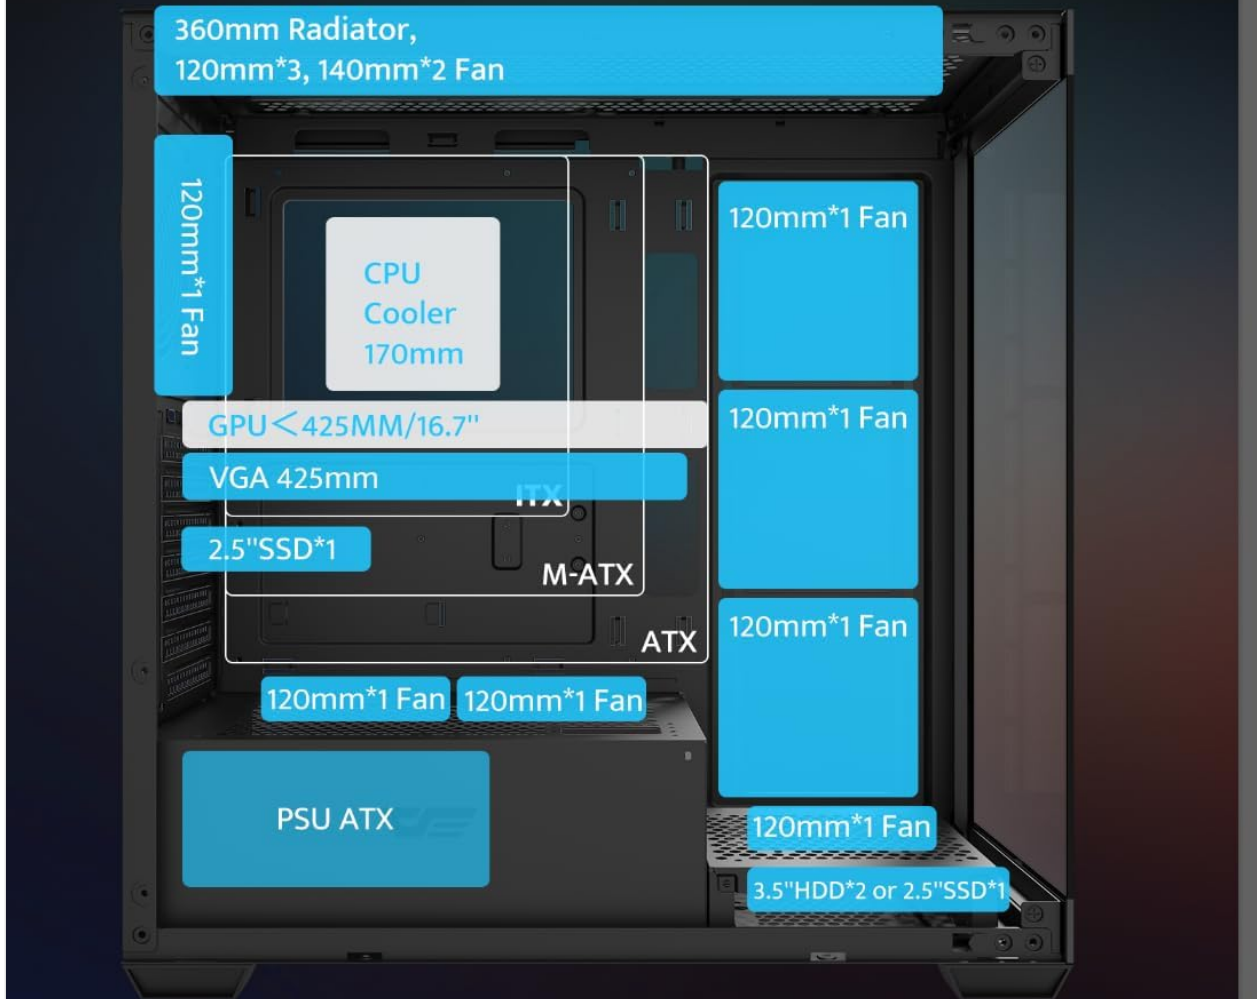 360mm Radiator,
120mm*3, 140mm*2 Fan
120mm*1 Fan
CPU
Cooler
170mm
120mm*1 Fan
GPU＜425MM/16.7''
120mm*1 Fan
VGA 425mm
ITX
2.5''SSD*1
M-ATX
120mm*1 Fan
ATX
120mm*1 Fan
120mm*1 Fan
PSU ATX
120mm*1 Fan
3.5''HDD*2 or 2.5''SSD*1